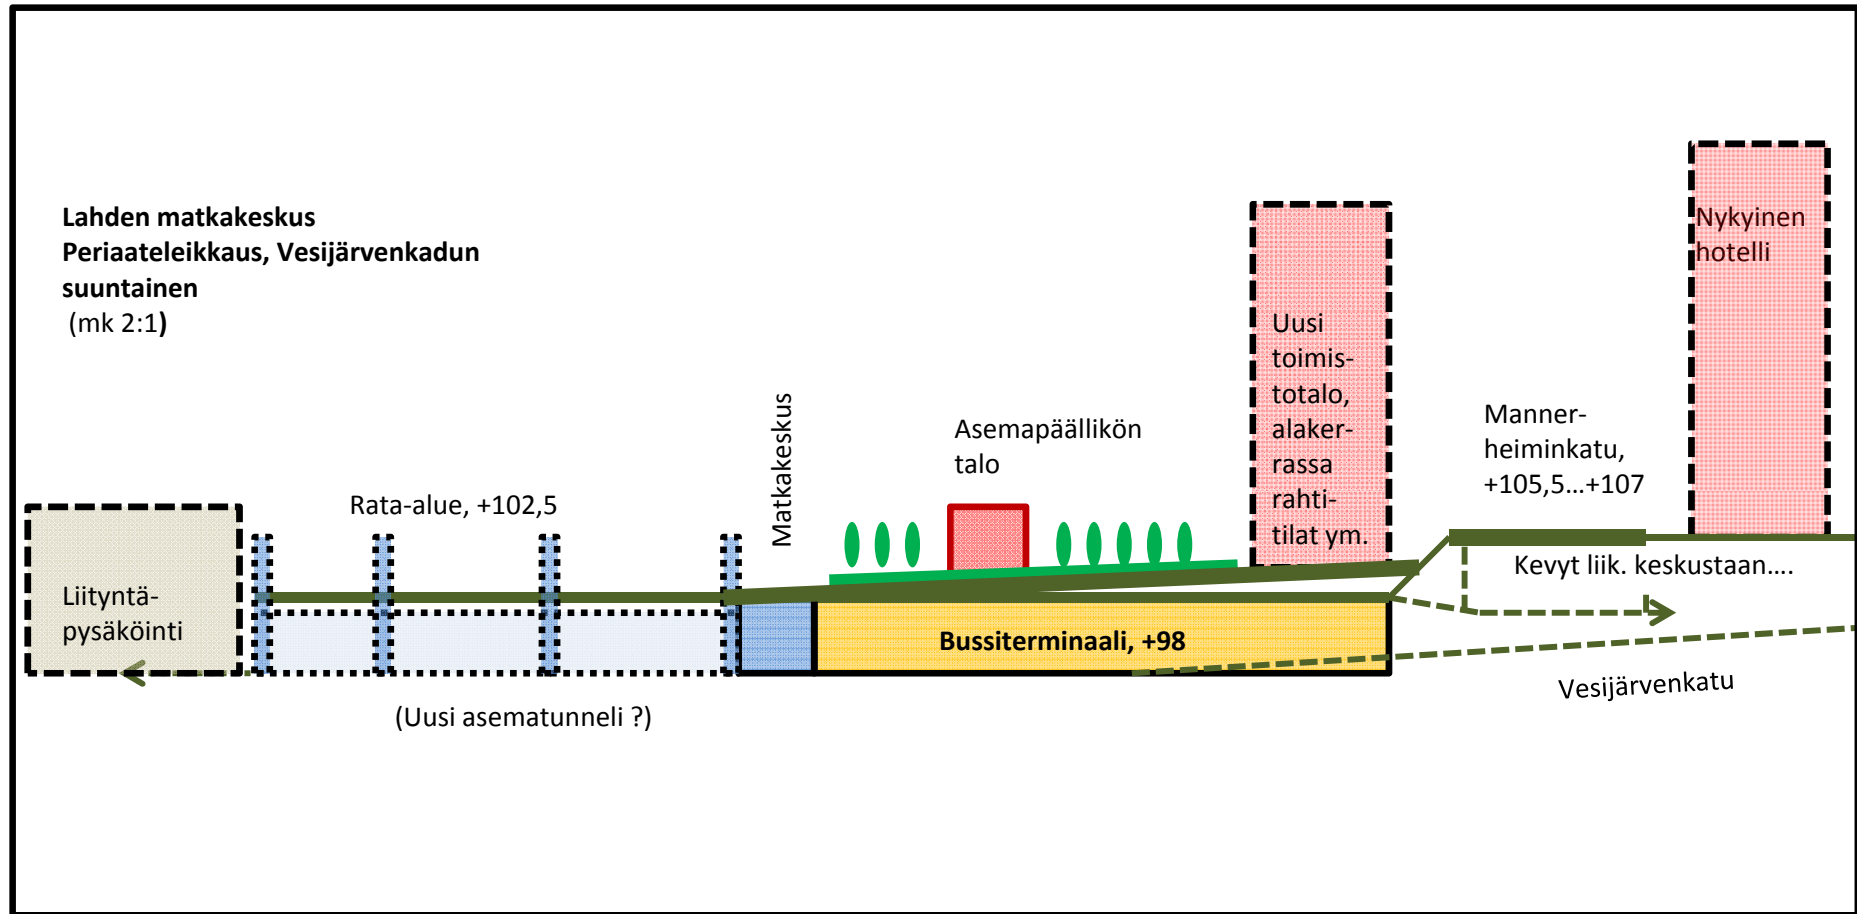 Lahden matkakeskus
Periaateleikkaus, Vesijärvenkadun
suuntainen
(mk 2:1)
Nykyinen
hotelli
Uusi
toimis-
totalo,
alaker-
rassa
rahti-
tilat ym.
Matkakeskus
Asemapäällikön
talo
Manner-
heiminkatu,
+105,5...+107
Rata-alue, +102,5
Kevyt liik. keskustaan....
Liityntä-
pysäköinti
Bussiterminaali, +98
Vesijärvenkatu
(Uusi asematunneli ?)